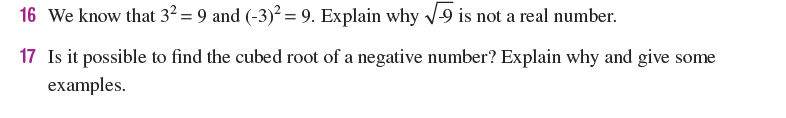 16 We know that 3² = 9 and (-3)² = 9. Explain why √-9 is not a real number.
17 Is it possible to find the cubed root of a negative number? Explain why and give some
examples.